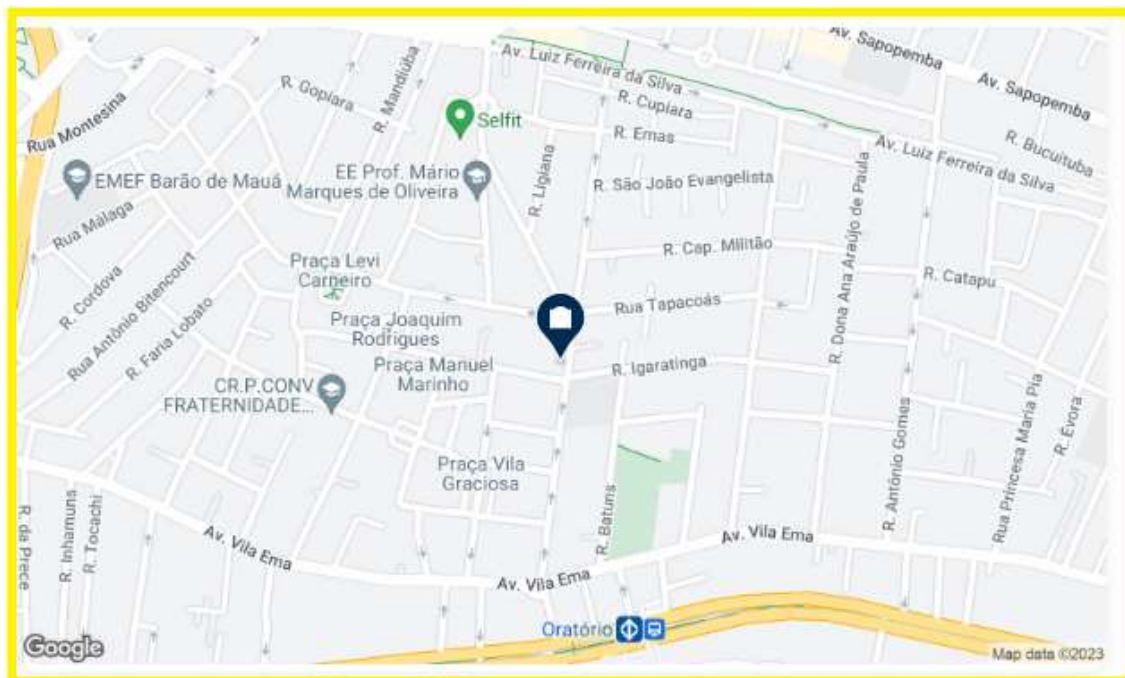 Av. Sapopemba
Av. Sapopemba
Av. Luiz Ferreira da Silva
R. Cupiara
R. Emas
Av. Luiz Ferreira da Silva
R. Bucuituba
R. Gopiara
R. Mandiúba
Rua Montesina
Selfit
R. Ligiana
EMEF Barão de Mauá
EE Prof. Mário
Marques de Oliveira
R. São João Evangelista
Rua Málaga
R. Cordova
Rua Antônio Bitencourt
R. Faria Lobato
Praça Levi
Carneiro
R. Cap. Militão
R. Dona Ana Araújo de Paula
R. Catapu
Rua Tapacoás
Praça Joaquim
Rodrigues
Praça Manuel
Marinho
R. Igaratinga
CR.P.CONV
FRATERNIDADE...
R. Antônio Gomes
Rua Princesa Maria Pia
R. Évora
Praça Vila
Graciosa
R. Batuns
R. da Prece
R. Inhamuns
R. Tocachi
Av. Vila Ema
Av. Vila Ema
Av. Vila Ema
Oratório
Google
Map data ©2023